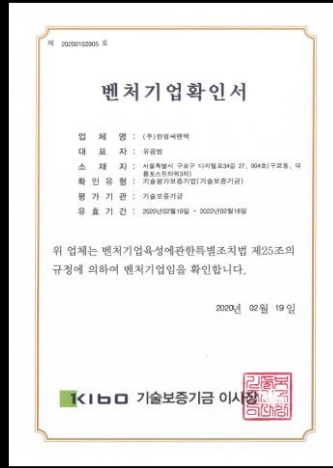 제 20200102905 호
벤처기업확인서
업 체 명 : (주)한성씨앤텍
대 표 자 : 유광범
소 재 지 : 서울특별시 구로구 디지털로34길 27, 904호(구로동, 대
륭포스트타워3차)
확 인 유 형 : 기술평가보증기업(기술보증기금)
평 가 기 관 : 기술보증기금
유 효 기 간 : 2020년02월19일 ~ 2022년02월18일
위 업체는 벤처기업육성에관한특별조치법 제25조의
규정에 의하여 벤처기업임을 확인합니다.
2020년 02월 19일
KIBO 기술보증기금 이사장